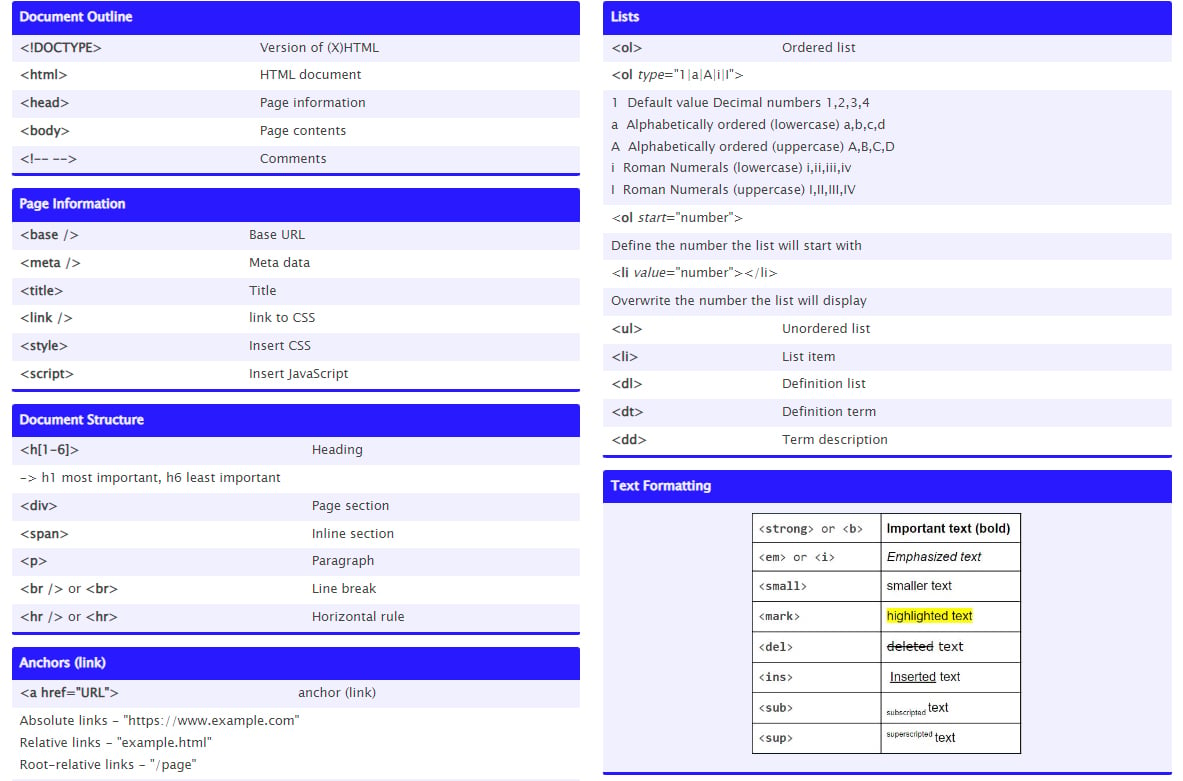 Document Outline
<!DOCTYPE> Version of (X)HTML
<html> HTML document
<head> Page information
<body> Page contents
<!-- --> Comments
Page Information
<base /> Base URL
<meta /> Meta data
<title> Title
<link /> link to CSS
<style> Insert CSS
<script> Insert JavaScript
Document Structure
<h[1-6]> Heading
-> h1 most important, h6 least important
<div> Page section
<span> Inline section
<p> Paragraph
<br /> or <br> Line break
<hr /> or <hr> Horizontal rule
Anchors (link)
<a href="URL"> anchor (link)
Absolute links - "https://www.example.com"
Relative links - "example.html"
Root-relative links - "/page"
Lists
<ol> Ordered list
<ol type="1|a|A|i|I">
1 Default value Decimal numbers 1,2,3,4
a Alphabetically ordered (lowercase) a,b,c,d
A Alphabetically ordered (uppercase) A,B,C,D
i Roman Numerals (lowercase) i,ii,iii,iv
I Roman Numerals (uppercase) I,II,III,IV
<ol start="number">
Define the number the list will start with
<li value="number"></li>
Overwrite the number the list will display
<ul> Unordered list
<li> List item
<dl> Definition list
<dt> Definition term
<dd> Term description
Text Formatting
<strong> or <b> Important text (bold)
<em> or <i> Emphasized text
<small> smaller text
<mark> highlighted text
<del> deleted text
<ins> Inserted text
<sub> subscripted text
<sup> superscripted text